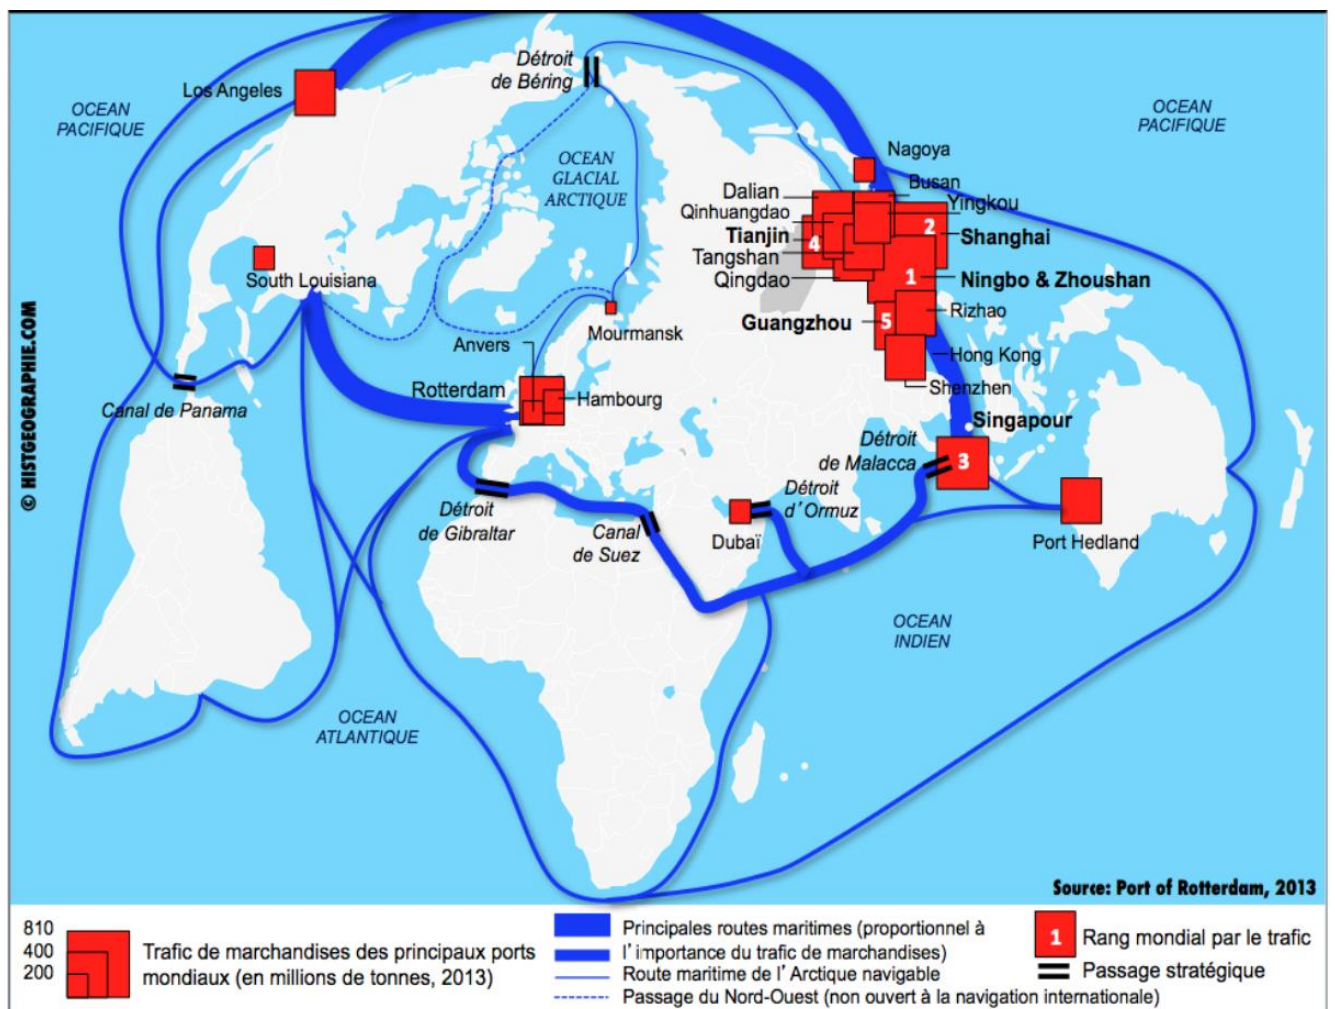 Détroit
de Béring
Los Angeles
OCEAN
PACIFIQUE
OCEAN
PACIFIQUE
OCEAN
GLACIAL
ARCTIQUE
Nagoya
Busan
Dalian
Yingkou
Qinhuangdao
2
Tianjin
4
Shanghai
Tangshan
Qingdao
1
Ningbo & Zhoushan
South Louisiana
Rizhao
Guangzhou
5
Mourmansk
Anvers
Hong Kong
Shenzhen
Rotterdam
Hambourg
Canal de Panama
Singapour
Détroit
de Malacca
3
Détroit
de Gibraltar
Canal
de Suez
Détroit
d'Ormuz
Dubaï
Port Hedland
OCEAN
INDIEN
OCEAN
ATLANTIQUE
© HISTGEOGRAPHIE.COM
Source: Port of Rotterdam, 2013
810
400
200
Trafic de marchandises des principaux ports
mondiaux (en millions de tonnes, 2013)
Principales routes maritimes (proportionnel à
l'importance du trafic de marchandises)
Route maritime de l'Arctique navigable
Passage du Nord-Ouest (non ouvert à la navigation internationale)
1
Rang mondial par le trafic
Passage stratégique